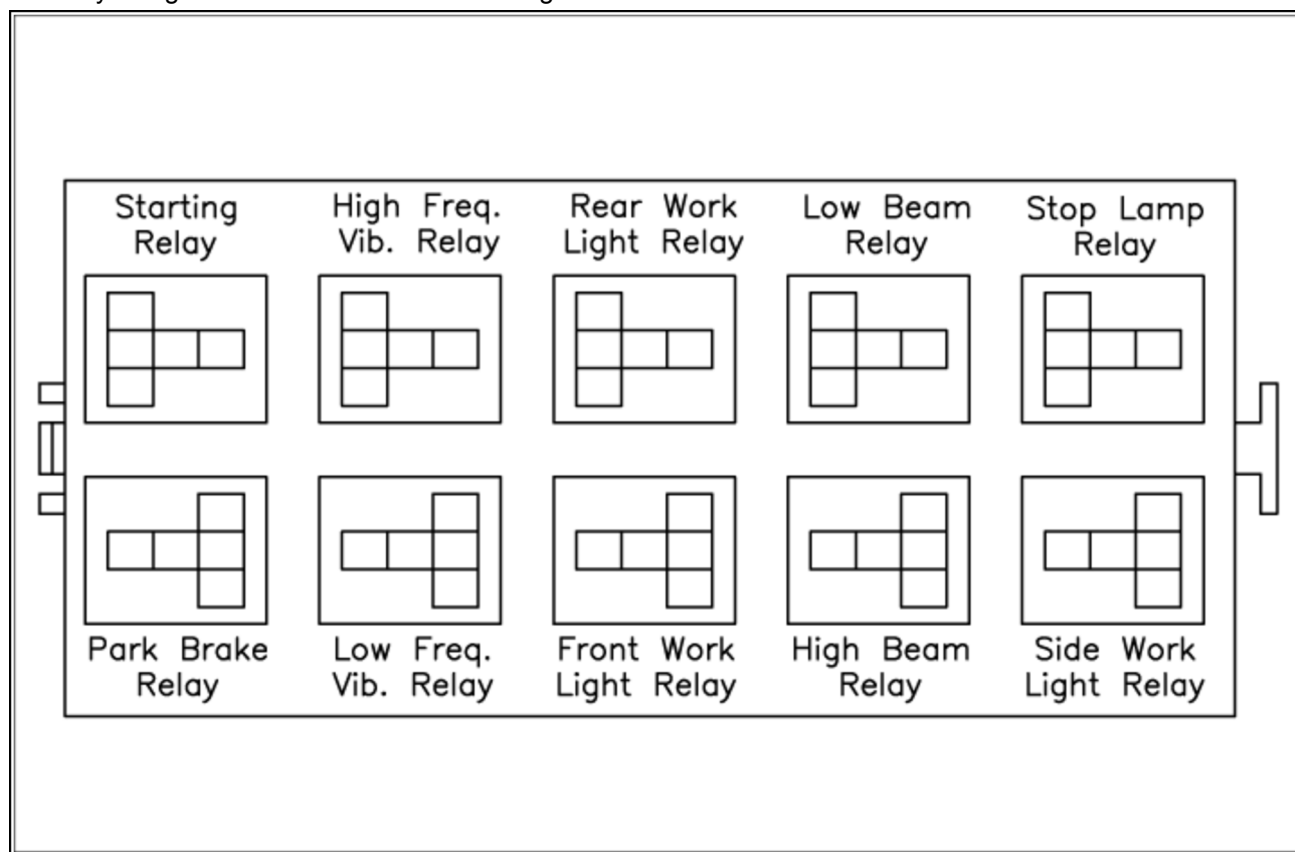 Starting
Relay
High Freq.
Vib. Relay
Rear Work
Light Relay
Low Beam
Relay
Stop Lamp
Relay
Park Brake
Relay
Low Freq.
Vib. Relay
Front Work
Light Relay
High Beam
Relay
Side Work
Light Relay